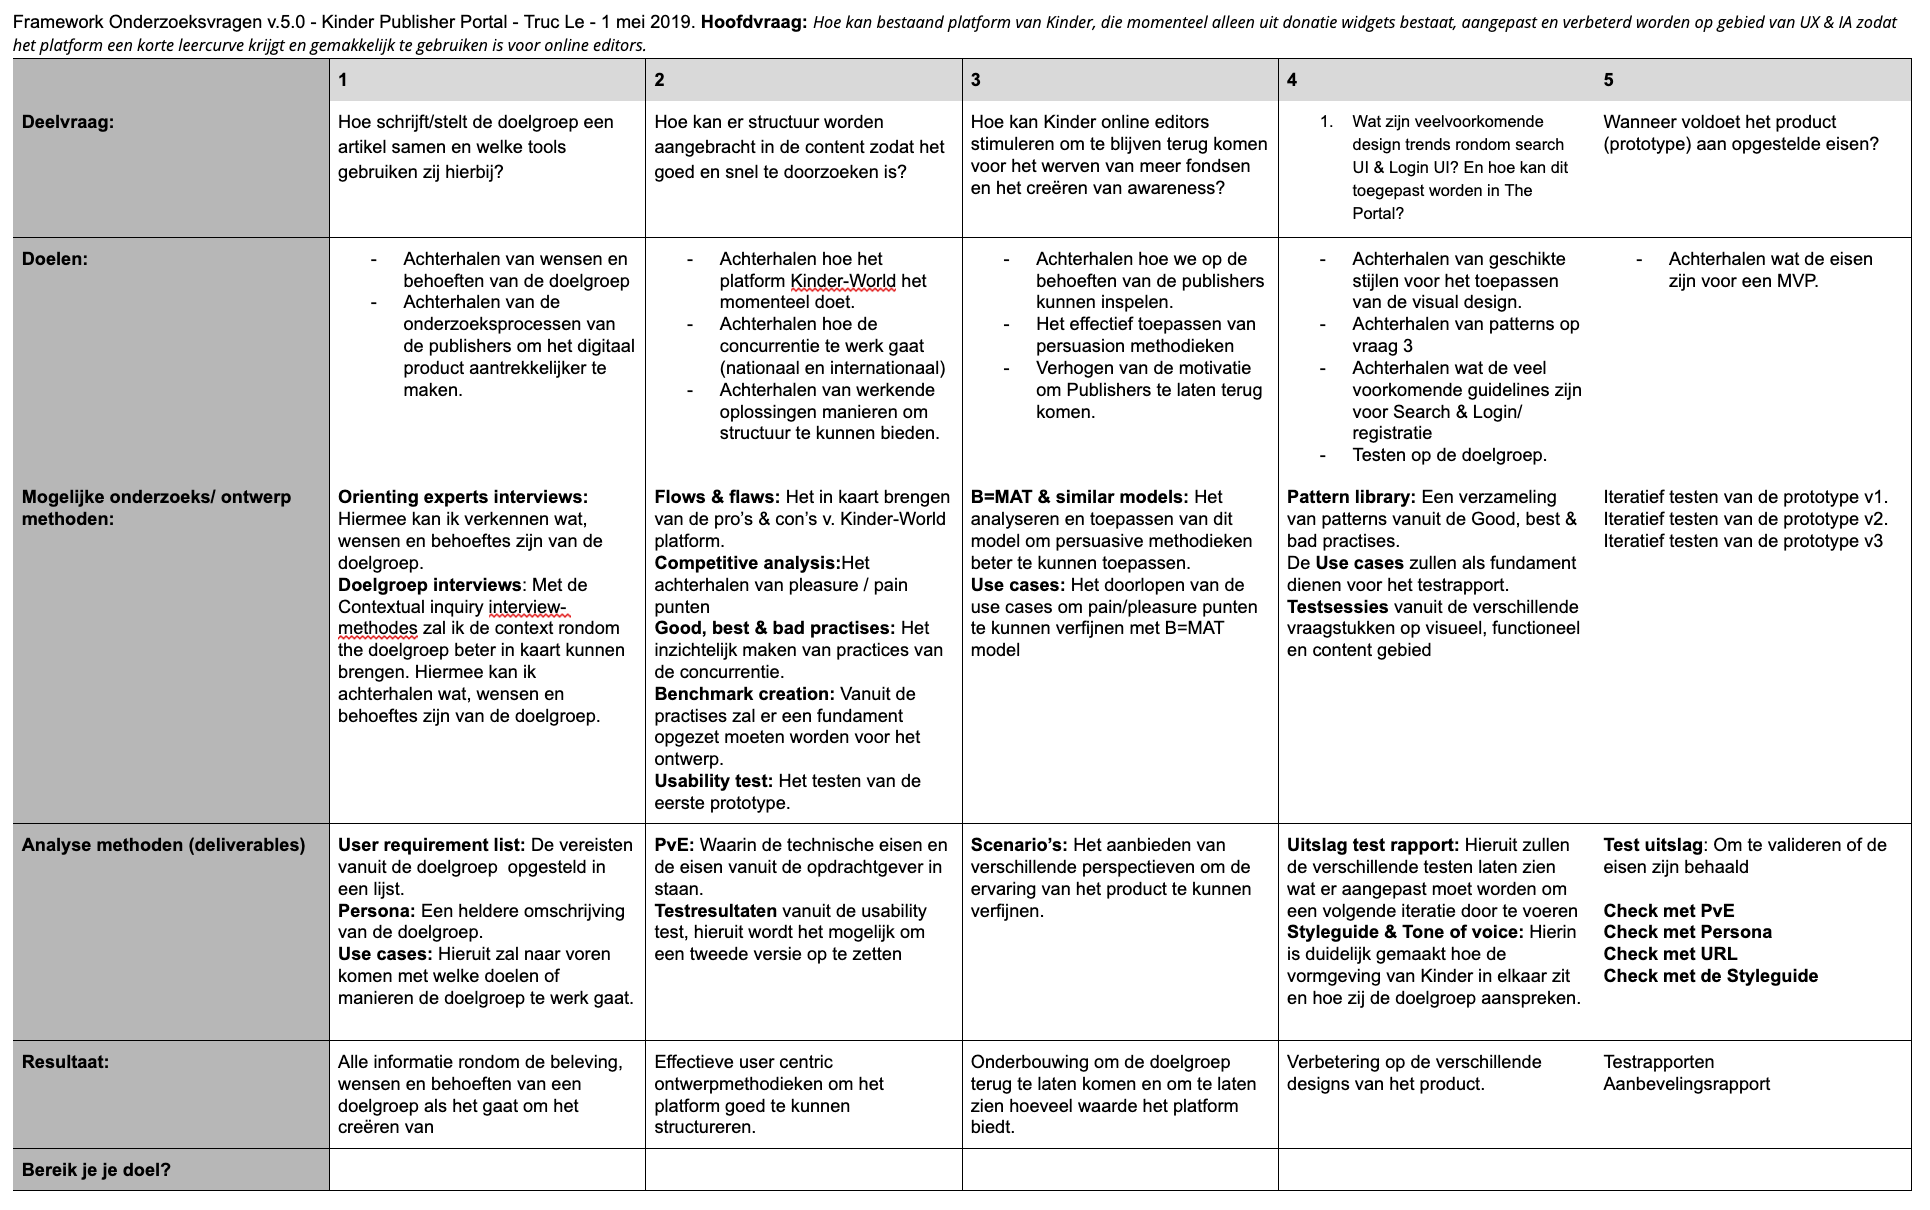 Framework Onderzoeksvragen v.5.0 - Kinder Publisher Portal - Truc Le - 1 mei 2019. Hoofdvraag: Hoe kan bestaand platform van Kinder, die momenteel alleen uit donatie widgets bestaat, aangepast en verbeterd worden op gebied van UX & IA zodat
het platform een korte leercurve krijgt en gemakkelijk te gebruiken is voor online editors.
1
2
3
4
5
Deelvraag:
Hoe schrijft/stelt de doelgroep een
artikel samen en welke tools
gebruiken zij hierbij?
Hoe kan er structuur worden
aangebracht in de content zodat het
goed en snel te doorzoeken is?
Hoe kan Kinder online editors
stimuleren om te blijven terug komen
voor het werven van meer fondsen
en het creëren van awareness?
1. Wat zijn veelvoorkomende
design trends rondom search
UI & Login UI? En hoe kan dit
toegepast worden in The
Portal?
Wanneer voldoet het product
(prototype) aan opgestelde eisen?
Doelen:
- Achterhalen van wensen en
behoeften van de doelgroep
- Achterhalen van de
onderzoeksprocessen van
de publishers om het digitaal
product aantrekkelijker te
maken.
- Achterhalen hoe het
platform Kinder-World het
momenteel doet.
- Achterhalen hoe de
concurrentie te werk gaat
(nationaal en internationaal)
- Achterhalen van werkende
oplossingen manieren om
structuur te kunnen bieden.
- Achterhalen hoe we op de
behoeften van de publishers
kunnen inspelen.
- Het effectief toepassen van
persuasion methodieken
- Verhogen van de motivatie
om Publishers te laten terug
komen.
- Achterhalen van geschikte
stijlen voor het toepassen
van de visual design.
- Achterhalen van patterns op
vraag 3
- Achterhalen wat de veel
voorkomende guidelines zijn
voor Search & Login/
registratie
- Testen op de doelgroep.
- Achterhalen wat de eisen
zijn voor een MVP.
Mogelijke onderzoeks/ ontwerp
methoden:
Orienting experts interviews:
Hiermee kan ik verkennen wat,
wensen en behoeftes zijn van de
doelgroep.
Doelgroep interviews: Met de
Contextual inquiry interview-
methodes zal ik de context rondom
the doelgroep beter in kaart kunnen
brengen. Hiermee kan ik
achterhalen wat, wensen en
behoeftes zijn van de doelgroep.
Flows & flaws: Het in kaart brengen
van de pro's & con's v. Kinder-World
platform.
Competitive analysis:Het
achterhalen van pleasure / pain
punten
Good, best & bad practises: Het
inzichtelijk maken van practices van
de concurrentie.
Benchmark creation: Vanuit de
practises zal er een fundament
opgezet moeten worden voor het
ontwerp.
Usability test: Het testen van de
eerste prototype.
B=MAT & similar models: Het
analyseren en toepassen van dit
model om persuasive methodieken
beter te kunnen toepassen.
Use cases: Het doorlopen van de
use cases om pain/pleasure punten
te kunnen verfijnen met B=MAT
model
Pattern library: Een verzameling
van patterns vanuit de Good, best &
bad practises.
De Use cases zullen als fundament
dienen voor het testrapport.
Testsessies vanuit de verschillende
vraagstukken op visueel, functioneel
en content gebied
Iteratief testen van de prototype v1.
Iteratief testen van de prototype v2.
Iteratief testen van de prototype v3
Analyse methoden (deliverables)
User requirement list: De vereisten
vanuit de doelgroep  opgesteld in
een lijst.
Persona: Een heldere omschrijving
van de doelgroep.
Use cases: Hieruit zal naar voren
komen met welke doelen of
manieren de doelgroep te werk gaat.
PvE: Waarin de technische eisen en
de eisen vanuit de opdrachtgever in
staan.
Testresultaten vanuit de usability
test, hieruit wordt het mogelijk om
een tweede versie op te zetten
Scenario's: Het aanbieden van
verschillende perspectieven om de
ervaring van het product te kunnen
verfijnen.
Uitslag test rapport: Hieruit zullen
de verschillende testen laten zien
wat er aangepast moet worden om
een volgende iteratie door te voeren
Styleguide & Tone of voice: Hierin
is duidelijk gemaakt hoe de
vormgeving van Kinder in elkaar zit
en hoe zij de doelgroep aanspreken.
Test uitslag: Om te valideren of de
eisen zijn behaald
Check met PvE
Check met Persona
Check met URL
Check met de Styleguide
Resultaat:
Alle informatie rondom de beleving,
wensen en behoeften van een
doelgroep als het gaat om het
creëren van
Effectieve user centric
ontwerpmethodieken om het
platform goed te kunnen
structureren.
Onderbouwing om de doelgroep
terug te laten komen en om te laten
zien hoeveel waarde het platform
biedt.
Verbetering op de verschillende
designs van het product.
Testrapporten
Aanbevelingsrapport
Bereik je je doel?